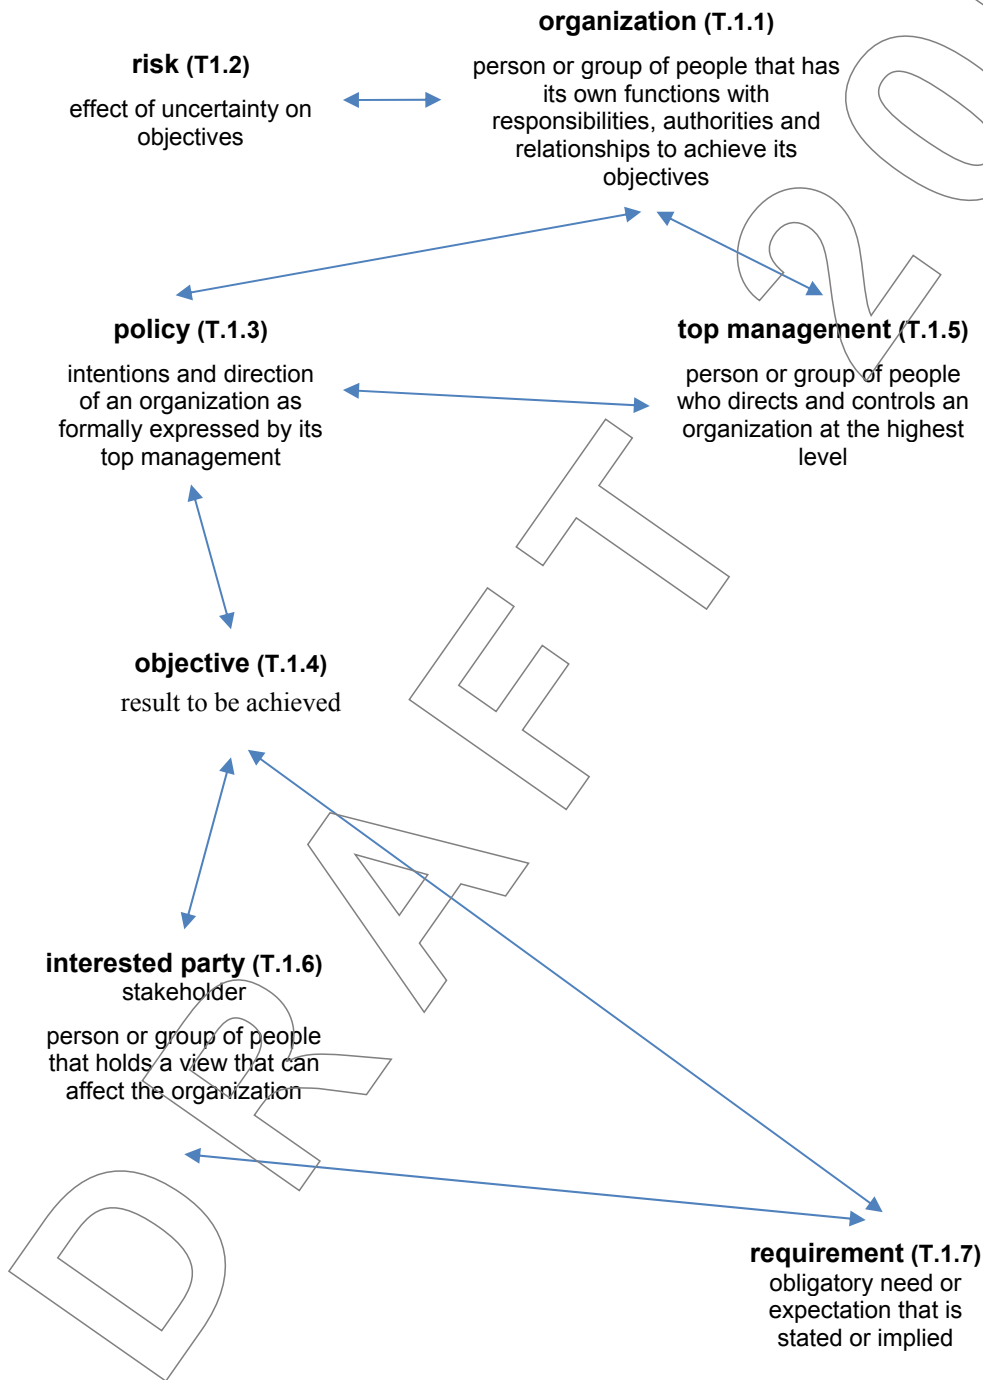 organization (T.1.1)
person or group of people that has
its own functions with
responsibilities, authorities and
relationships to achieve its
objectives
risk (T1.2)
effect of uncertainty on
objectives
policy (T.1.3)
intentions and direction
of an organization as
formally expressed by its
top management
top management (T.1.5)
person or group of people
who directs and controls an
organization at the highest
level
objective (T.1.4)
result to be achieved
interested party (T.1.6)
stakeholder
person or group of people
that holds a view that can
affect the organization
requirement (T.1.7)
obligatory need or
expectation that is
stated or implied
DRAFT 20